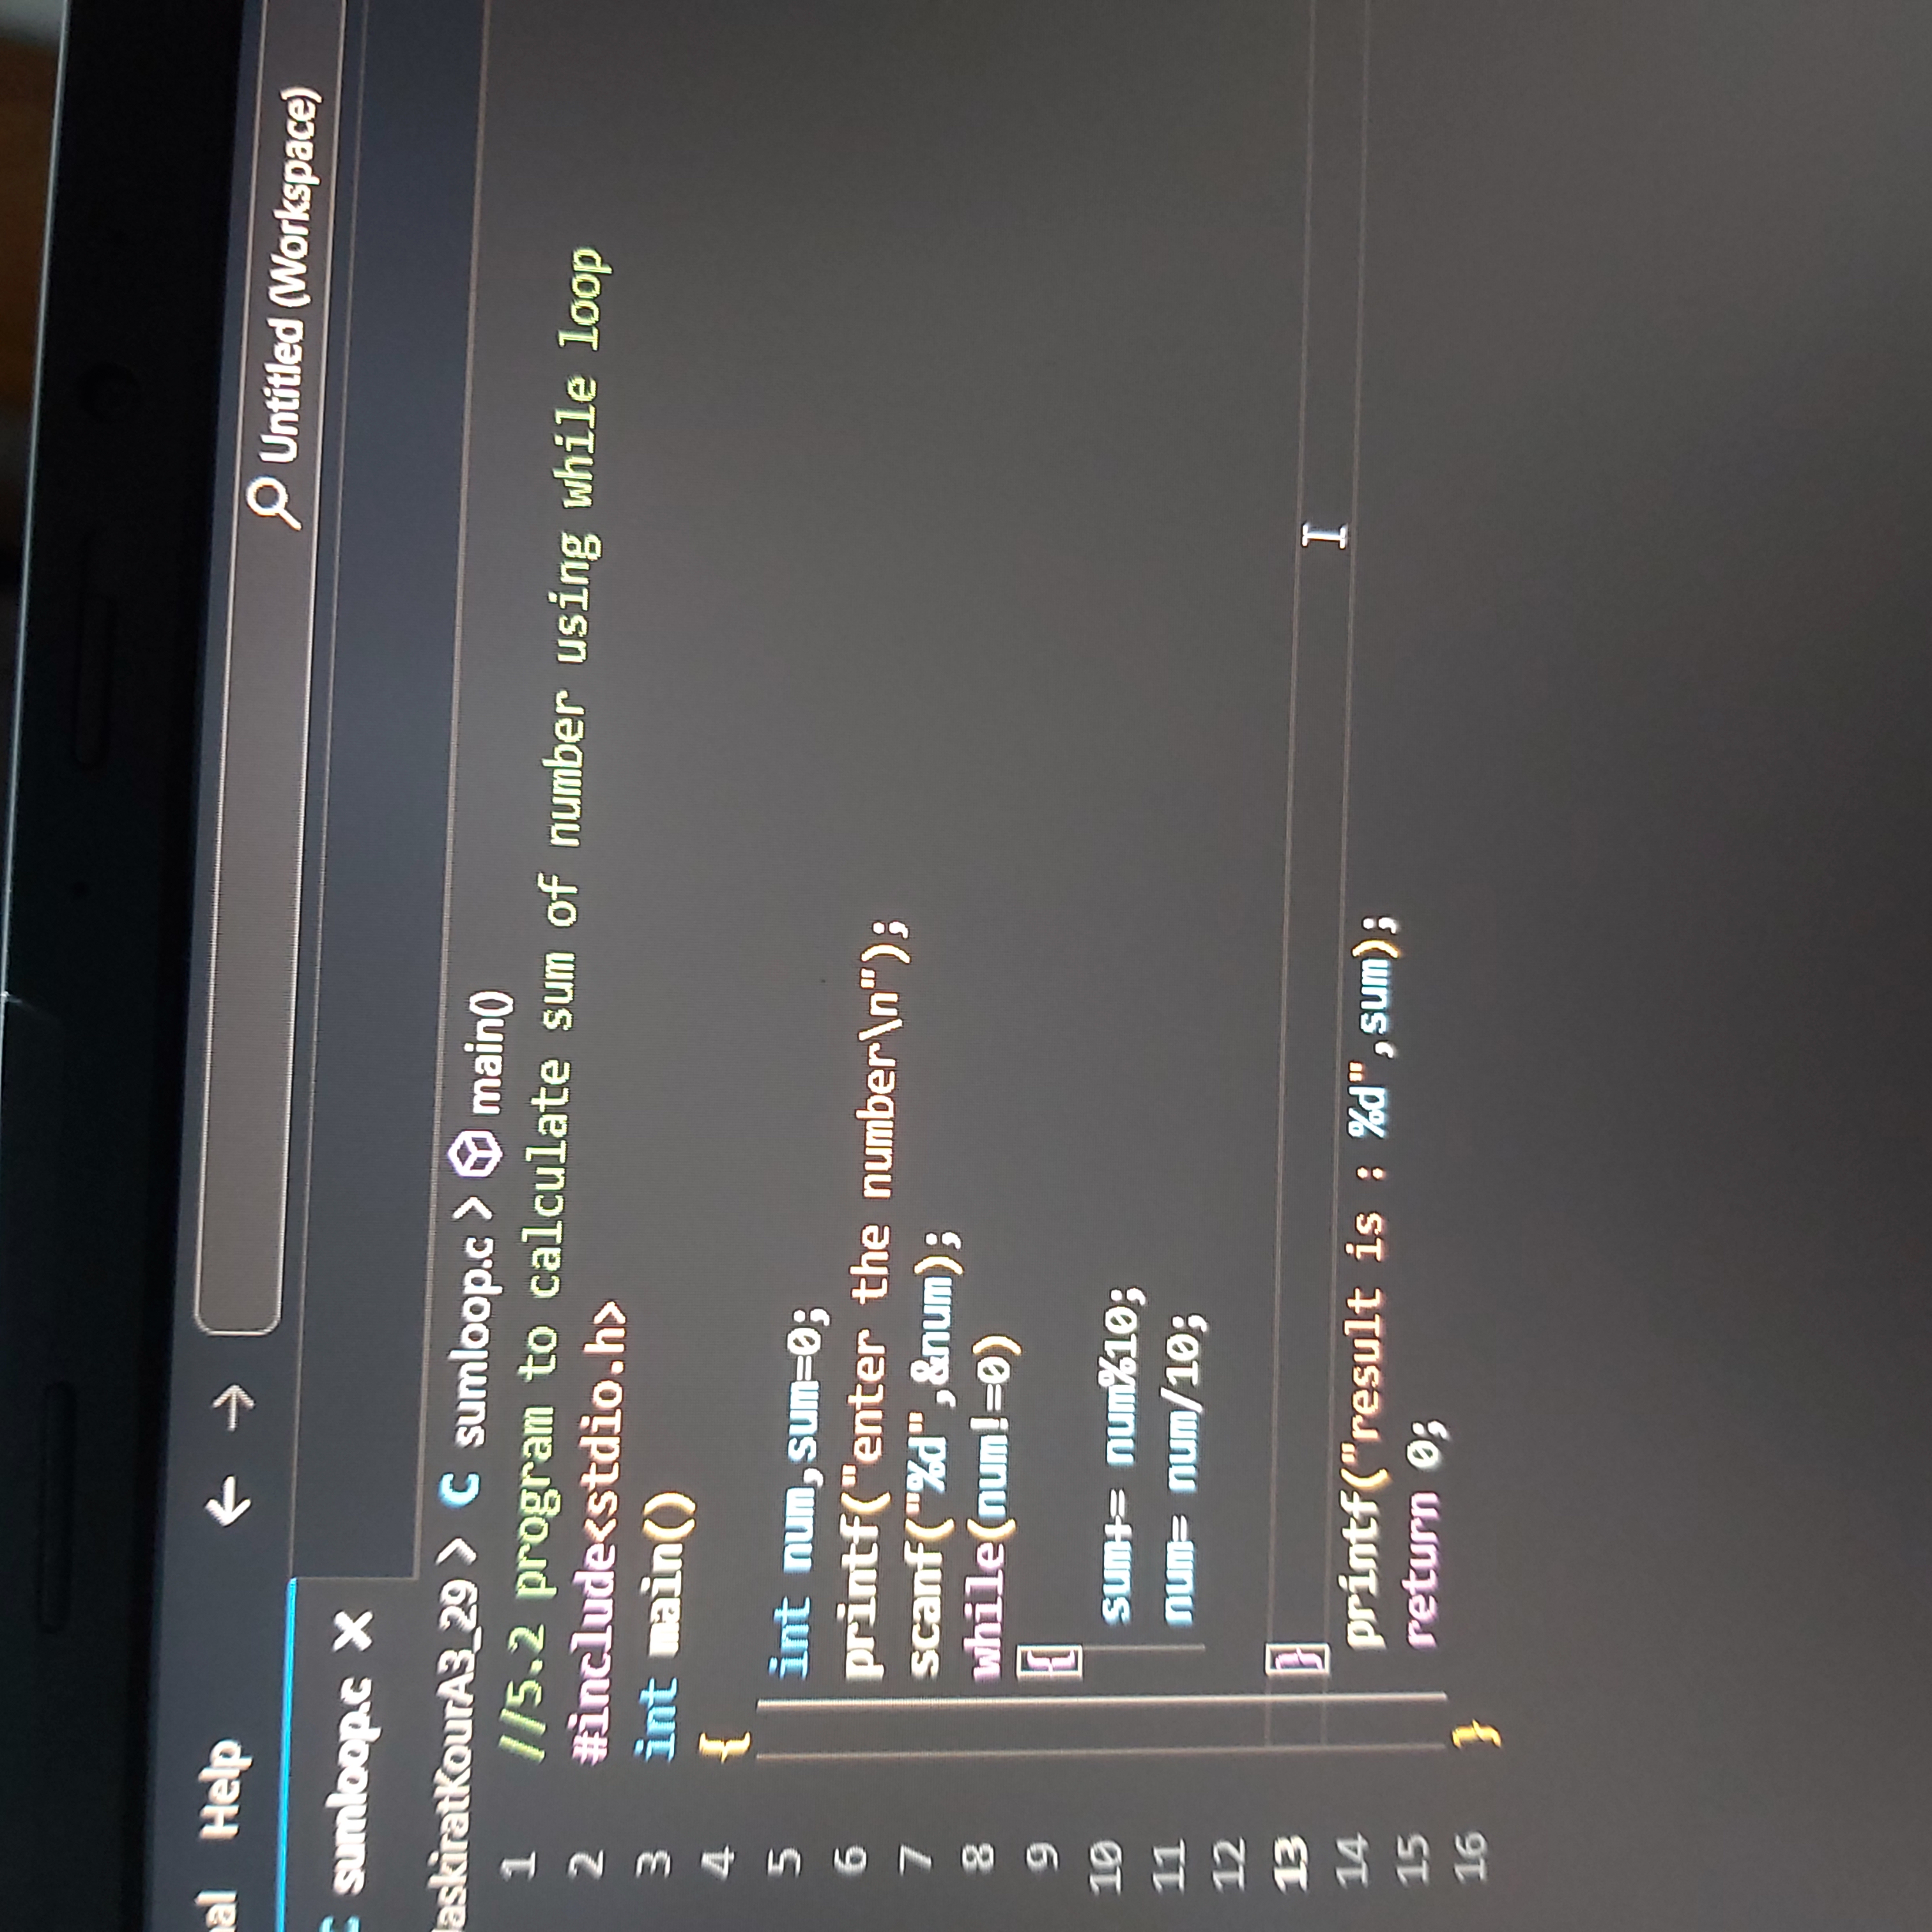 Help ← → Untitled (Workspace)
C sumloop.c ×
JaskiratKourA3_29 > C sumloop.c > main()
1 //5.2 program to calculate sum of number using while loop
2 #include<stdio.h>
3 int main()
4 {
5 int num,sum=0;
6 printf("enter the number\n");
7 scanf("%d",&num);
8 while(num!=0)
9 {
10 sum+= num%10;
11 num= num/10;
12
13 }
14 printf("result is : %d",sum);
15 return 0;
16 }